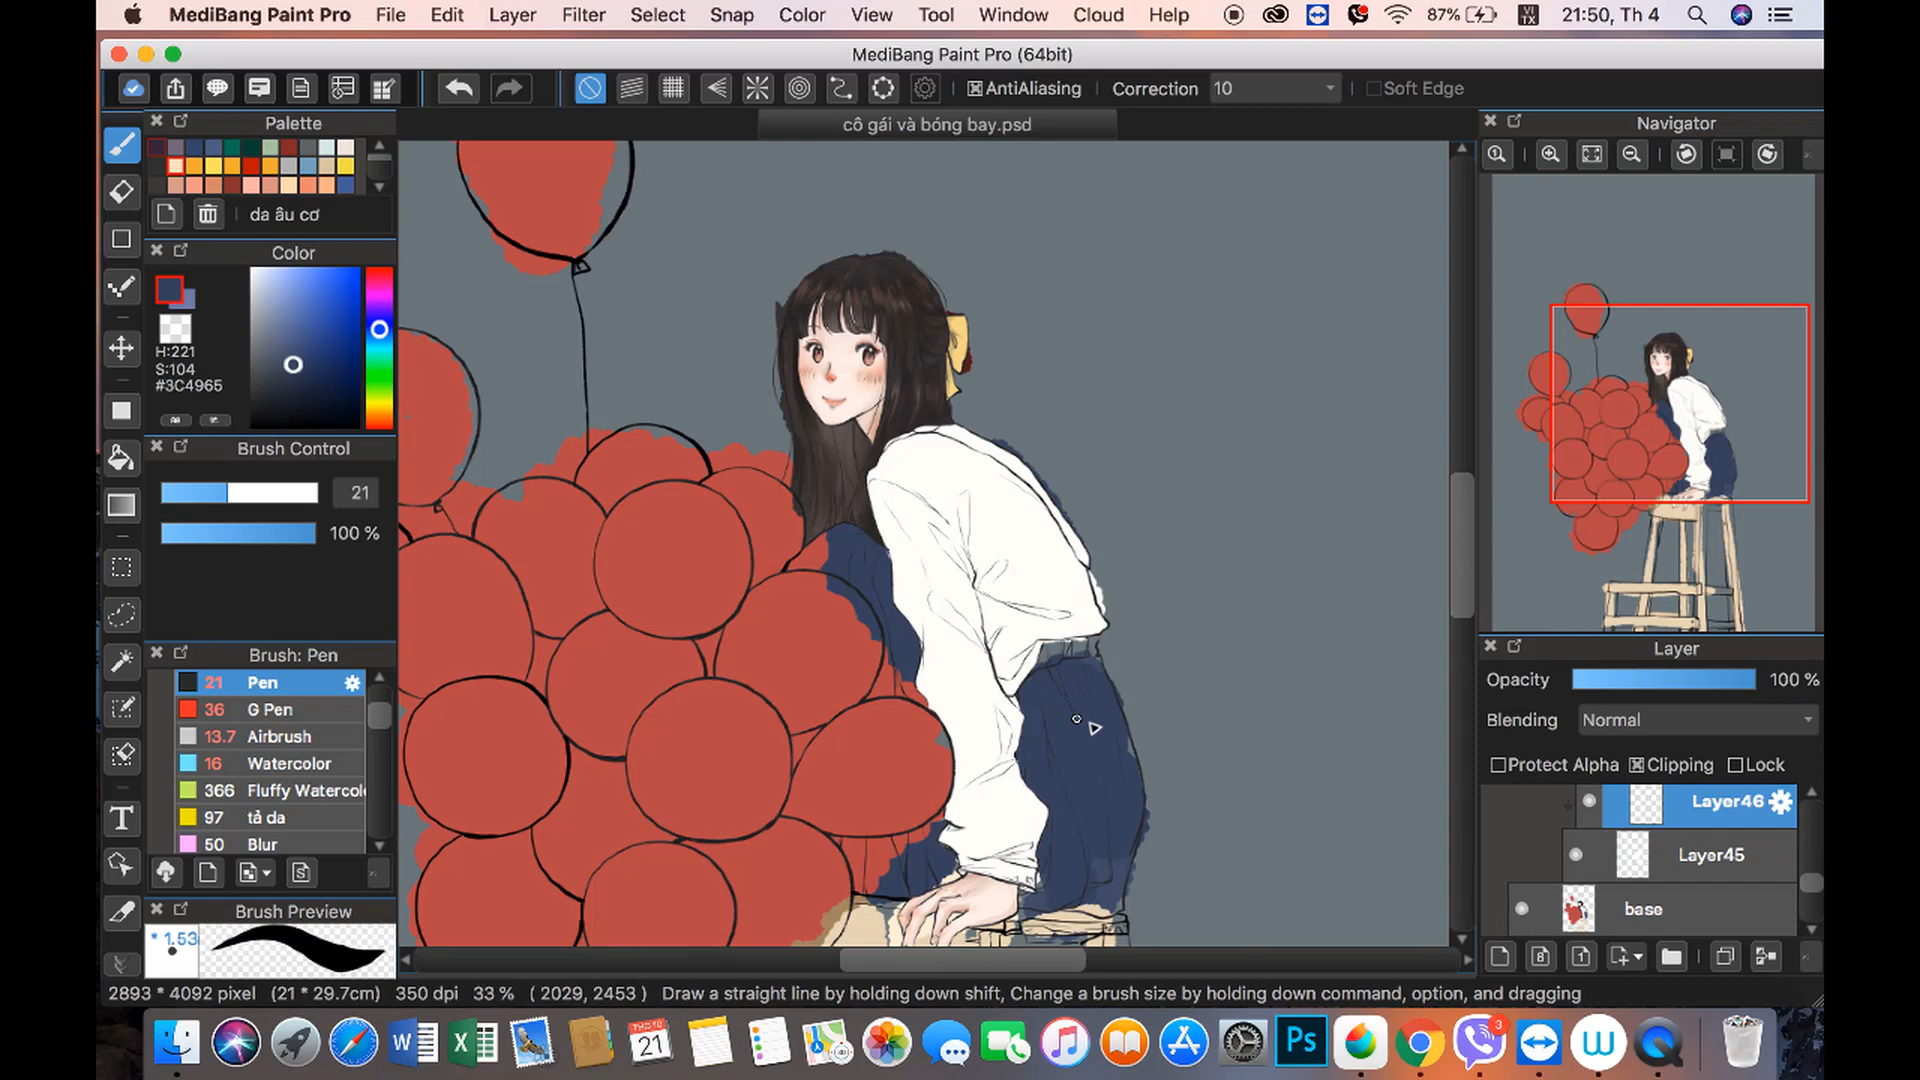 MediBang Paint Pro File Edit Layer Filter Select Snap Color View Tool Window Cloud Help 87% VI TX 21:50, Th 4
MediBang Paint Pro (64bit)
AntiAliasing Correction 10 Soft Edge
Palette
da âu cơ
Color
H:221
S:104
#3C4965
Brush Control
21
100 %
Brush: Pen
21 Pen
36 G Pen
13.7 Airbrush
16 Watercolor
366 Fluffy Watercol
97 tả da
50 Blur
Brush Preview
* 1.53
cô gái và bóng bay.psd
Navigator
Layer
Opacity 100 %
Blending Normal
Protect Alpha Clipping Lock
Layer46
Layer45
base
2893 * 4092 pixel (21 * 29.7cm) 350 dpi 33 % ( 2029, 2453 ) Draw a straight line by holding down shift, Change a brush size by holding down command, option, and dragging
21
Ps
3